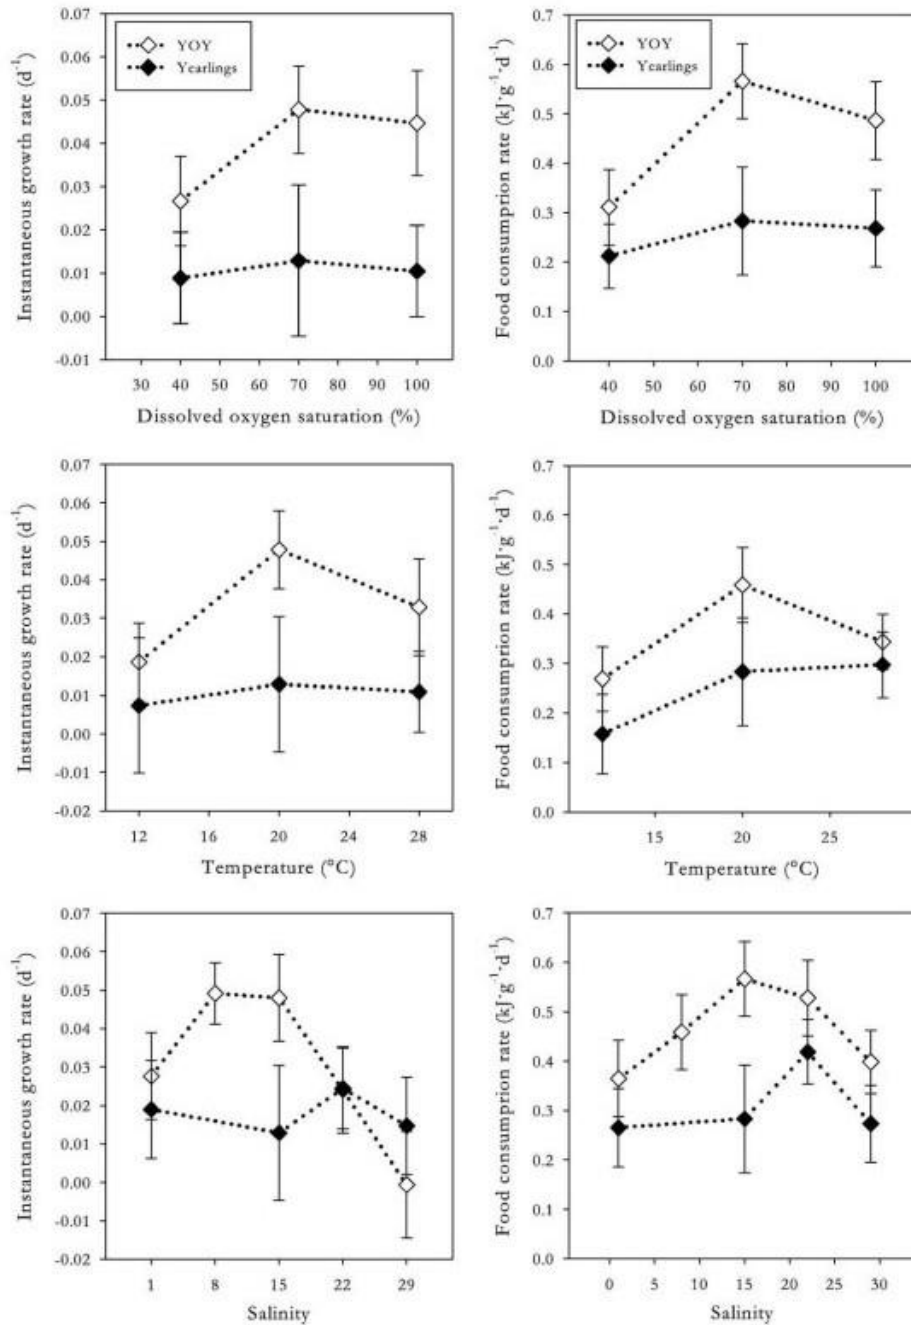 Instantaneous growth rate (d⁻¹)
0.07
0.06
0.05
0.04
0.03
0.02
0.01
0.00
-0.01
YOY
Yearlings
30 40 70 60 70 80 90 100
Dissolved oxygen saturation (%)
Food consumprion rate (kJ·g⁻¹·d⁻¹)
0.7
0.6
0.5
0.4
0.3
0.2
0.1
0.0
YOY
Yearlings
40 50 60 70 80 90 100
Dissolved oxygen saturation (%)
Instantaneous growth rate (d⁻¹)
0.07
0.06
0.05
0.04
0.03
0.02
0.01
0.00
-0.01
-0.02
12 16 20 24 28
Temperature (°C)
Food consumprion rate (kJ·g⁻¹·d⁻¹)
0.7
0.6
0.5
0.4
0.3
0.2
0.1
0.0
15 20 25
Temperature (°C)
Instantaneous growth rate (d⁻¹)
0.07
0.06
0.05
0.04
0.03
0.02
0.01
0.00
-0.01
-0.02
1 8 15 22 29
Salinity
Food consumprion rate (kJ·g⁻¹·d⁻¹)
0.7
0.6
0.5
0.4
0.3
0.2
0.1
0.0
0 5 10 15 20 25 30
Salinity